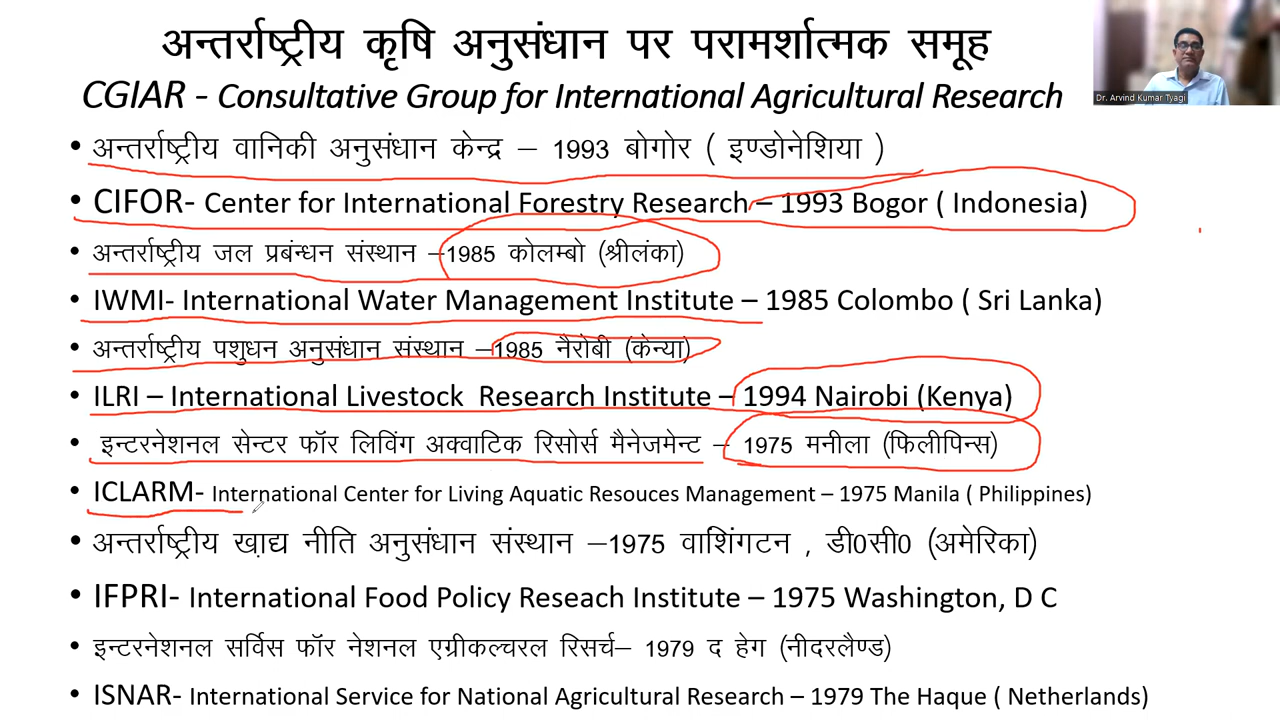 अन्तर्राष्ट्रीय कृषि अनुसंधान पर परामर्शात्मक समूह
CGIAR - Consultative Group for International Agricultural Research
Dr. Arvind Kumar Tyagi
• अन्तर्राष्ट्रीय वानिकी अनुसंधान केन्द्र – 1993 बोगोर ( इण्डोनेशिया )
• CIFOR- Center for International Forestry Research – 1993 Bogor ( Indonesia)
• अन्तर्राष्ट्रीय जल प्रबंन्धन संस्थान –1985 कोलम्बो (श्रीलंका)
• IWMI- International Water Management Institute – 1985 Colombo ( Sri Lanka)
• अन्तर्राष्ट्रीय पशुधन अनुसंधान संस्थान –1985 नैरोबी (केन्या)
• ILRI – International Livestock Research Institute – 1994 Nairobi (Kenya)
• इन्टरनेशनल सेन्टर फॉर लिविंग अक्वाटिक रिसोर्स मैनेजमेन्ट – 1975 मनीला (फिलीपिन्स)
• ICLARM- International Center for Living Aquatic Resouces Management – 1975 Manila ( Philippines)
• अन्तर्राष्ट्रीय खा़द्य नीति अनुसंधान संस्थान –1975 वाशिंगटन , डी0सी0 (अमेरिका)
• IFPRI- International Food Policy Reseach Institute – 1975 Washington, D C
• इन्टरनेशनल सर्विस फॉर नेशनल एग्रीकल्चरल रिसर्च– 1979 द हेग (नीदरलैण्ड)
• ISNAR- International Service for National Agricultural Research – 1979 The Haque ( Netherlands)